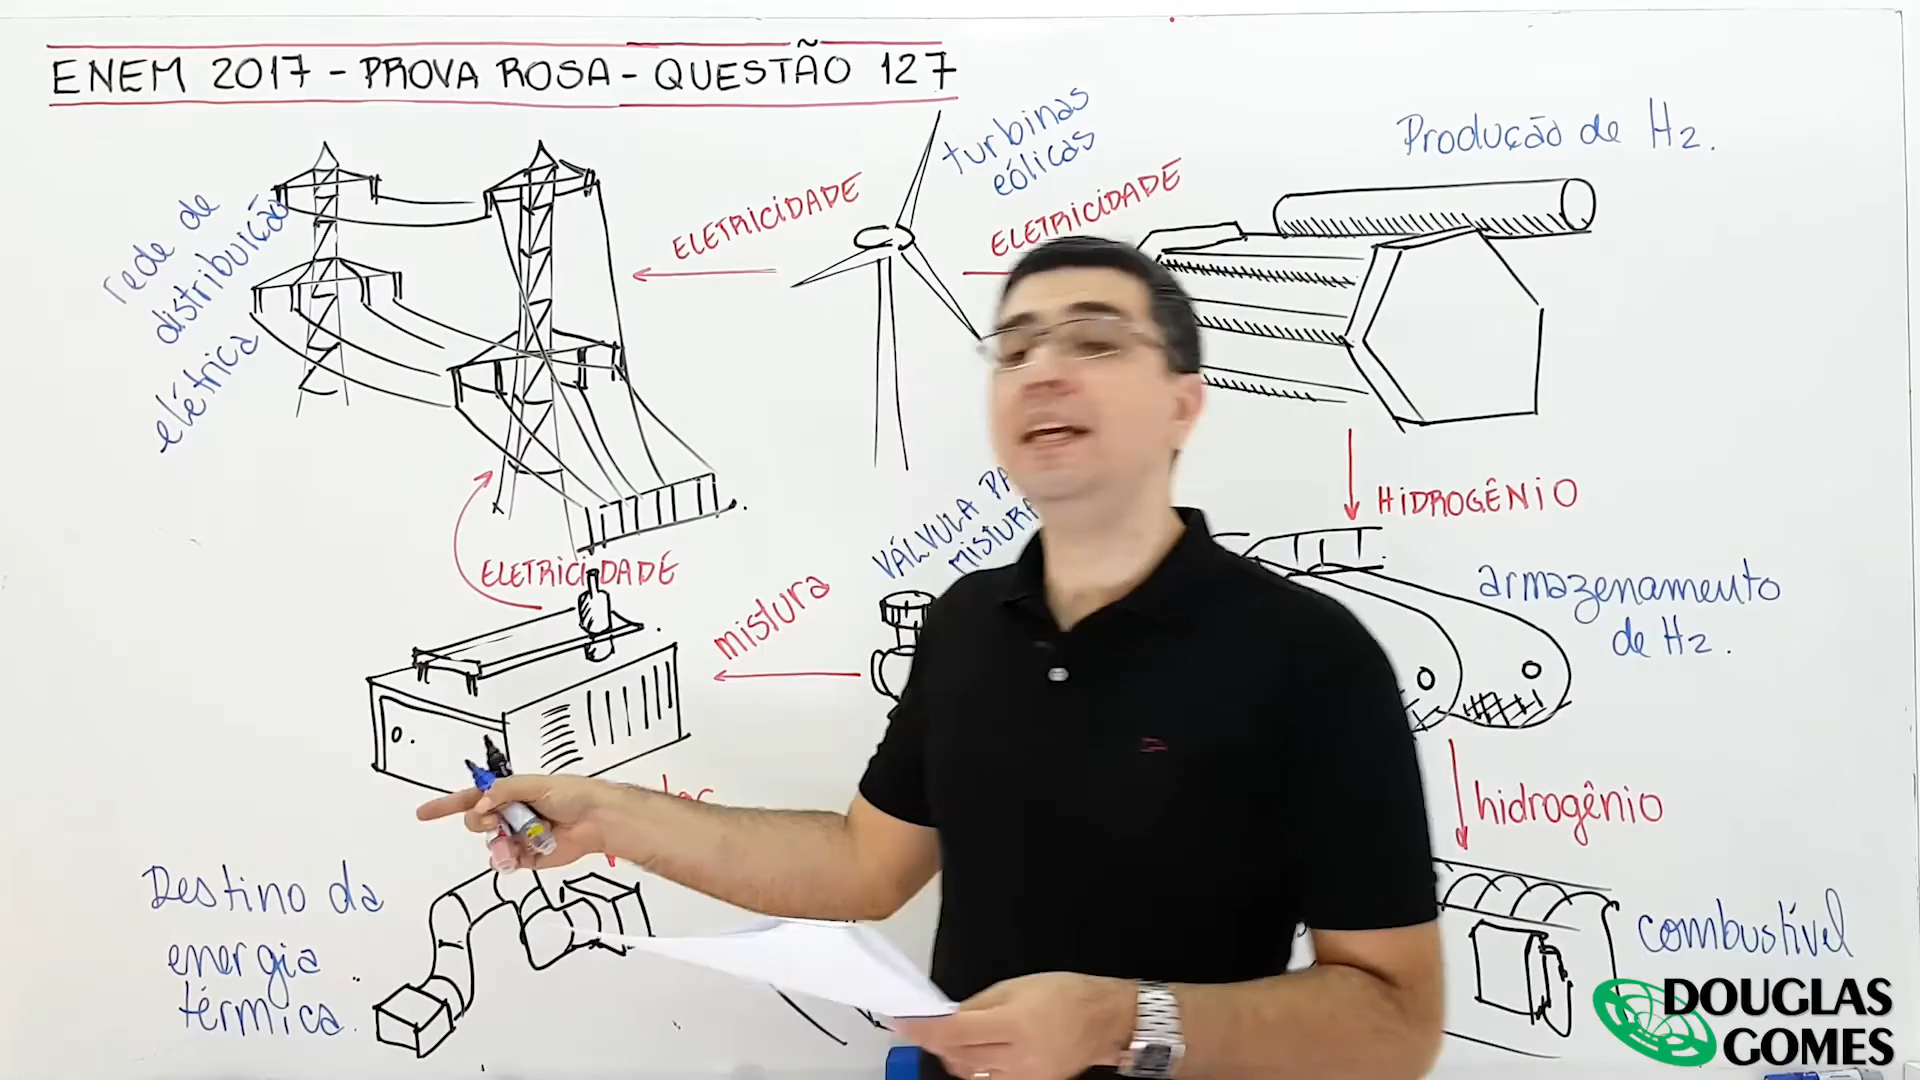 ENEM 2017 - PROVA ROSA - QUESTÃO 127
turbinas
eólicas
Produção de H2.
rede de
distribuição
elétrica
ELETRICIDADE
ELETRICIDADE
HIDROGÊNIO
VÁLVULA
MISTURA
ELETRICIDADE
mistura
armazenamento
de H2.
hidrogênio
Destino da
energia
térmica.
combustível
DOUGLAS
GOMES